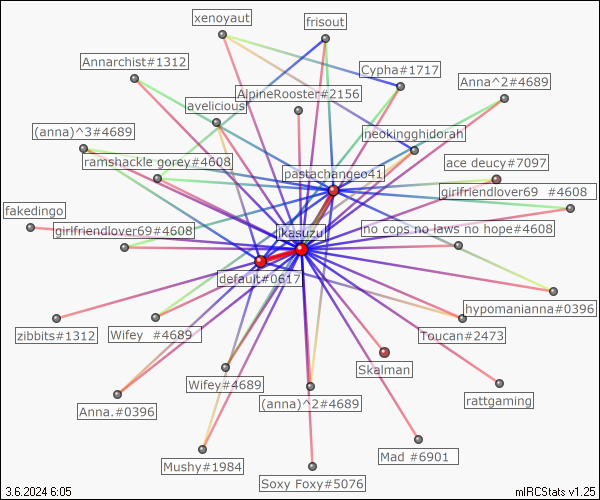 xenoyaut
frisout
Annarchist#1312
Cypha#1717
Anna^2#4689
AlpineRooster#2156
avelicious
(anna)^3#4689
neokingghidorah
ramshackle gorey#4608
ace deucy#7097
pastachangeo41
girlfriendlover69 #4608
fakedingo
girlfriendlover69#4608
ikasuzu
no cops no laws no hope#4608
default#0617
hypomanianna#0396
zibbits#1312
Wifey #4689
Toucan#2473
Skalman
Wifey#4689
rattgaming
Anna.#0396
(anna)^2#4689
Mad #6901
Mushy#1984
Soxy Foxy#5076
3.6.2024 6:05
mIRCStats v1.25